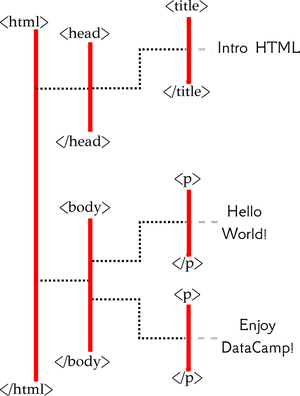 <html>
<head>
<title>
Intro HTML
</title>
</head>
<body>
<p>
Hello
World!
</p>
<p>
Enjoy
DataCamp!
</p>
</body>
</html>